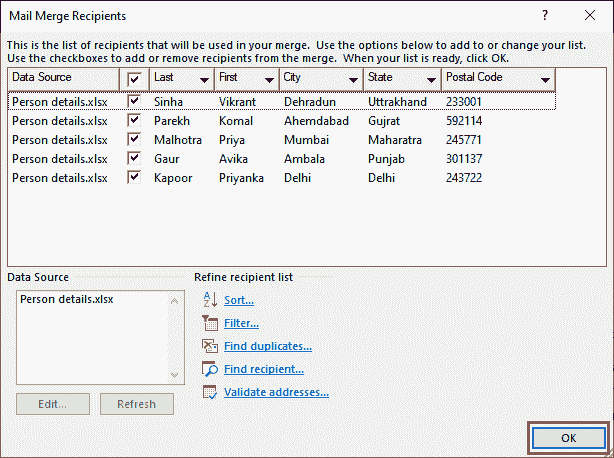 Mail Merge Recipients
This is the list of recipients that will be used in your merge. Use the options below to add to or change your list.
Use the checkboxes to add or remove recipients from the merge. When your list is ready, click OK.
Data Source Last First City State Postal Code
Person details.xlsx Sinha Vikrant Dehradun Uttrakhand 233001
Person details.xlsx Parekh Komal Ahemdabad Gujrat 592114
Person details.xlsx Malhotra Priya Mumbai Maharatra 245771
Person details.xlsx Gaur Avika Ambala Punjab 301137
Person details.xlsx Kapoor Priyanka Delhi Delhi 243722
Data Source
Person details.xlsx
Edit...
Refresh
Refine recipient list
Sort...
Filter...
Find duplicates...
Find recipient...
Validate addresses...
OK